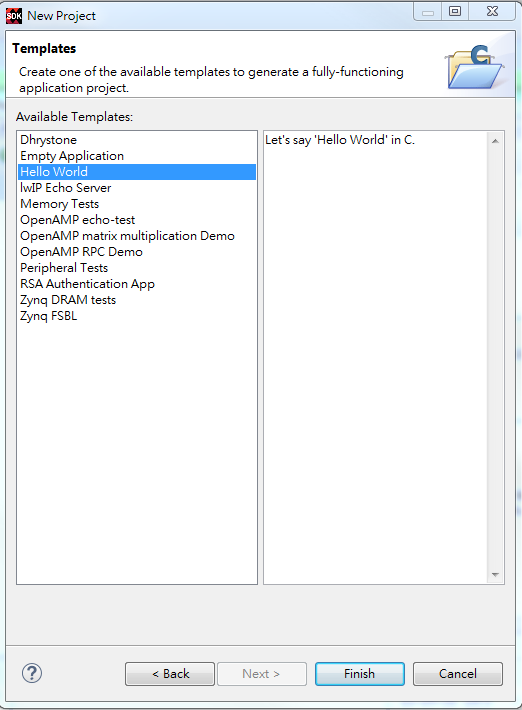 SDK New Project
Templates
Create one of the available templates to generate a fully-functioning
application project.
C
Available Templates:
Dhrystone
Empty Application
Hello World
lwIP Echo Server
Memory Tests
OpenAMP echo-test
OpenAMP matrix multiplication Demo
OpenAMP RPC Demo
Peripheral Tests
RSA Authentication App
Zynq DRAM tests
Zynq FSBL
Let's say 'Hello World' in C.
?
< Back
Next >
Finish
Cancel